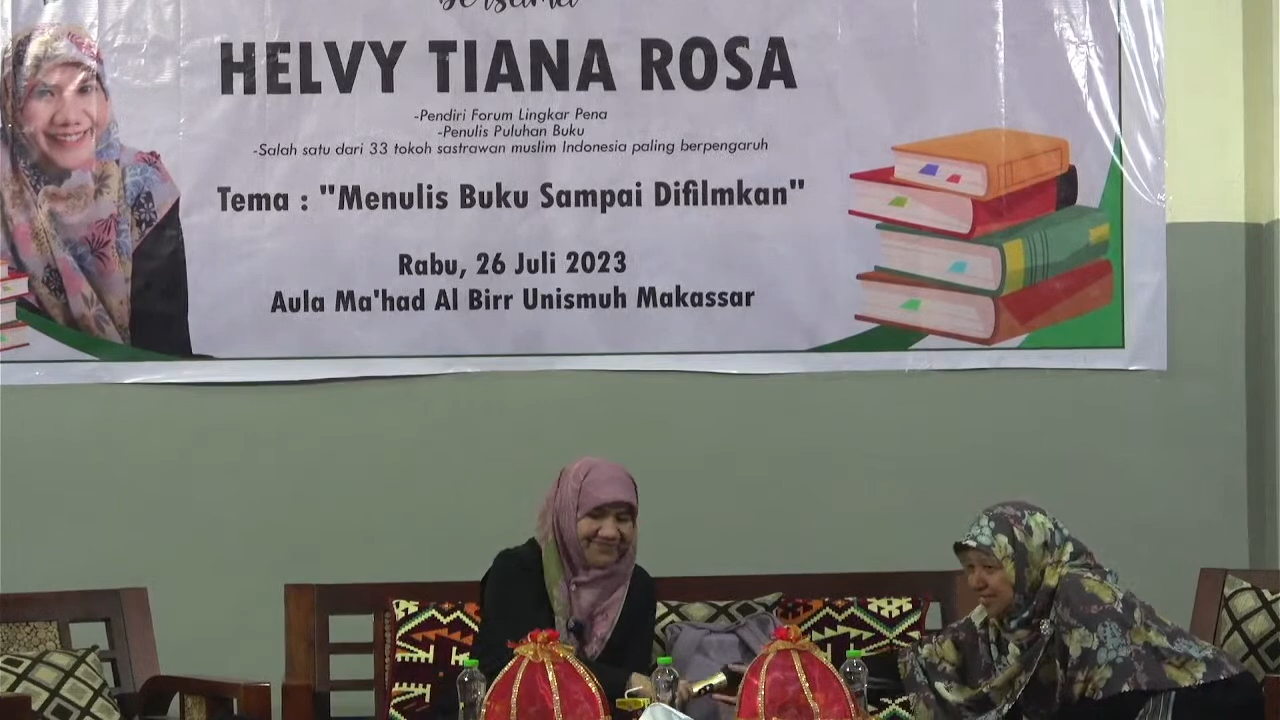 bersama
HELVY TIANA ROSA
-Pendiri Forum Lingkar Pena
-Penulis Puluhan Buku
-Salah satu dari 33 tokoh sastrawan muslim Indonesia paling berpengaruh
Tema : "Menulis Buku Sampai Difilmkan"
Rabu, 26 Juli 2023
Aula Ma'had Al Birr Unismuh Makassar